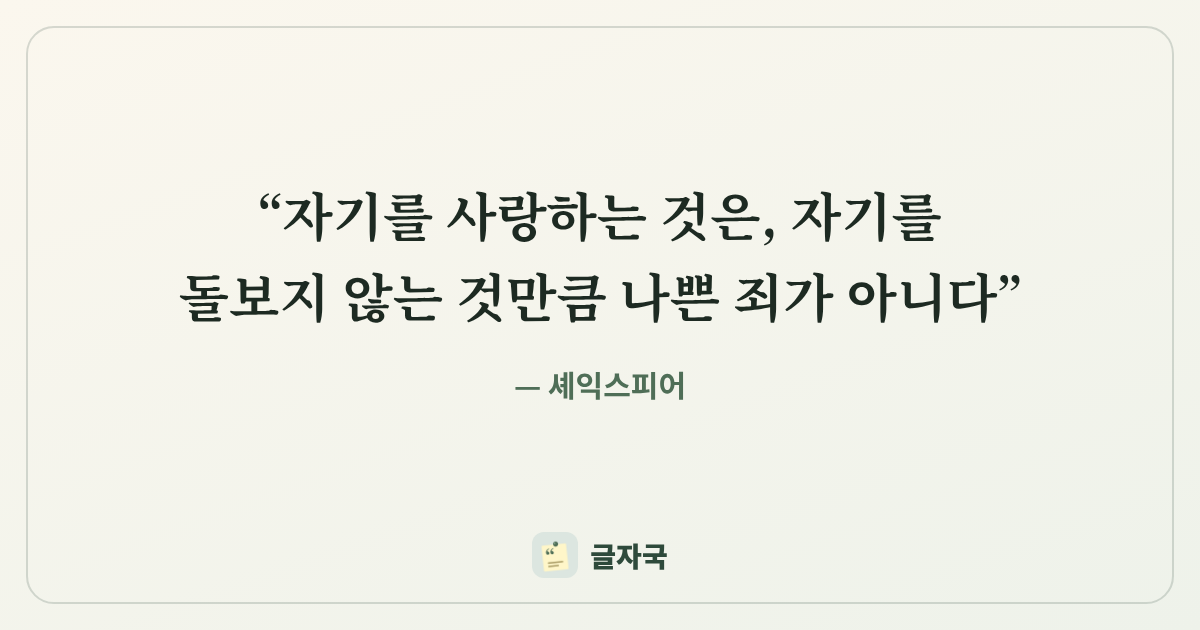 “자기를 사랑하는 것은, 자기를
돌보지 않는 것만큼 나쁜 죄가 아니다”
— 셰익스피어
글자국